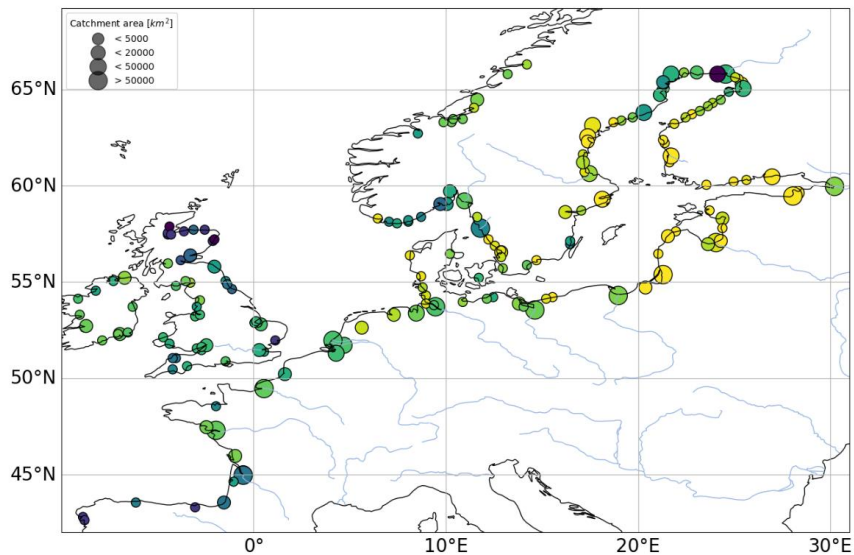 Catchment area [km²]
< 5000
< 20000
< 50000
> 50000
65°N
60°N
55°N
50°N
45°N
0°
10°E
20°E
30°E